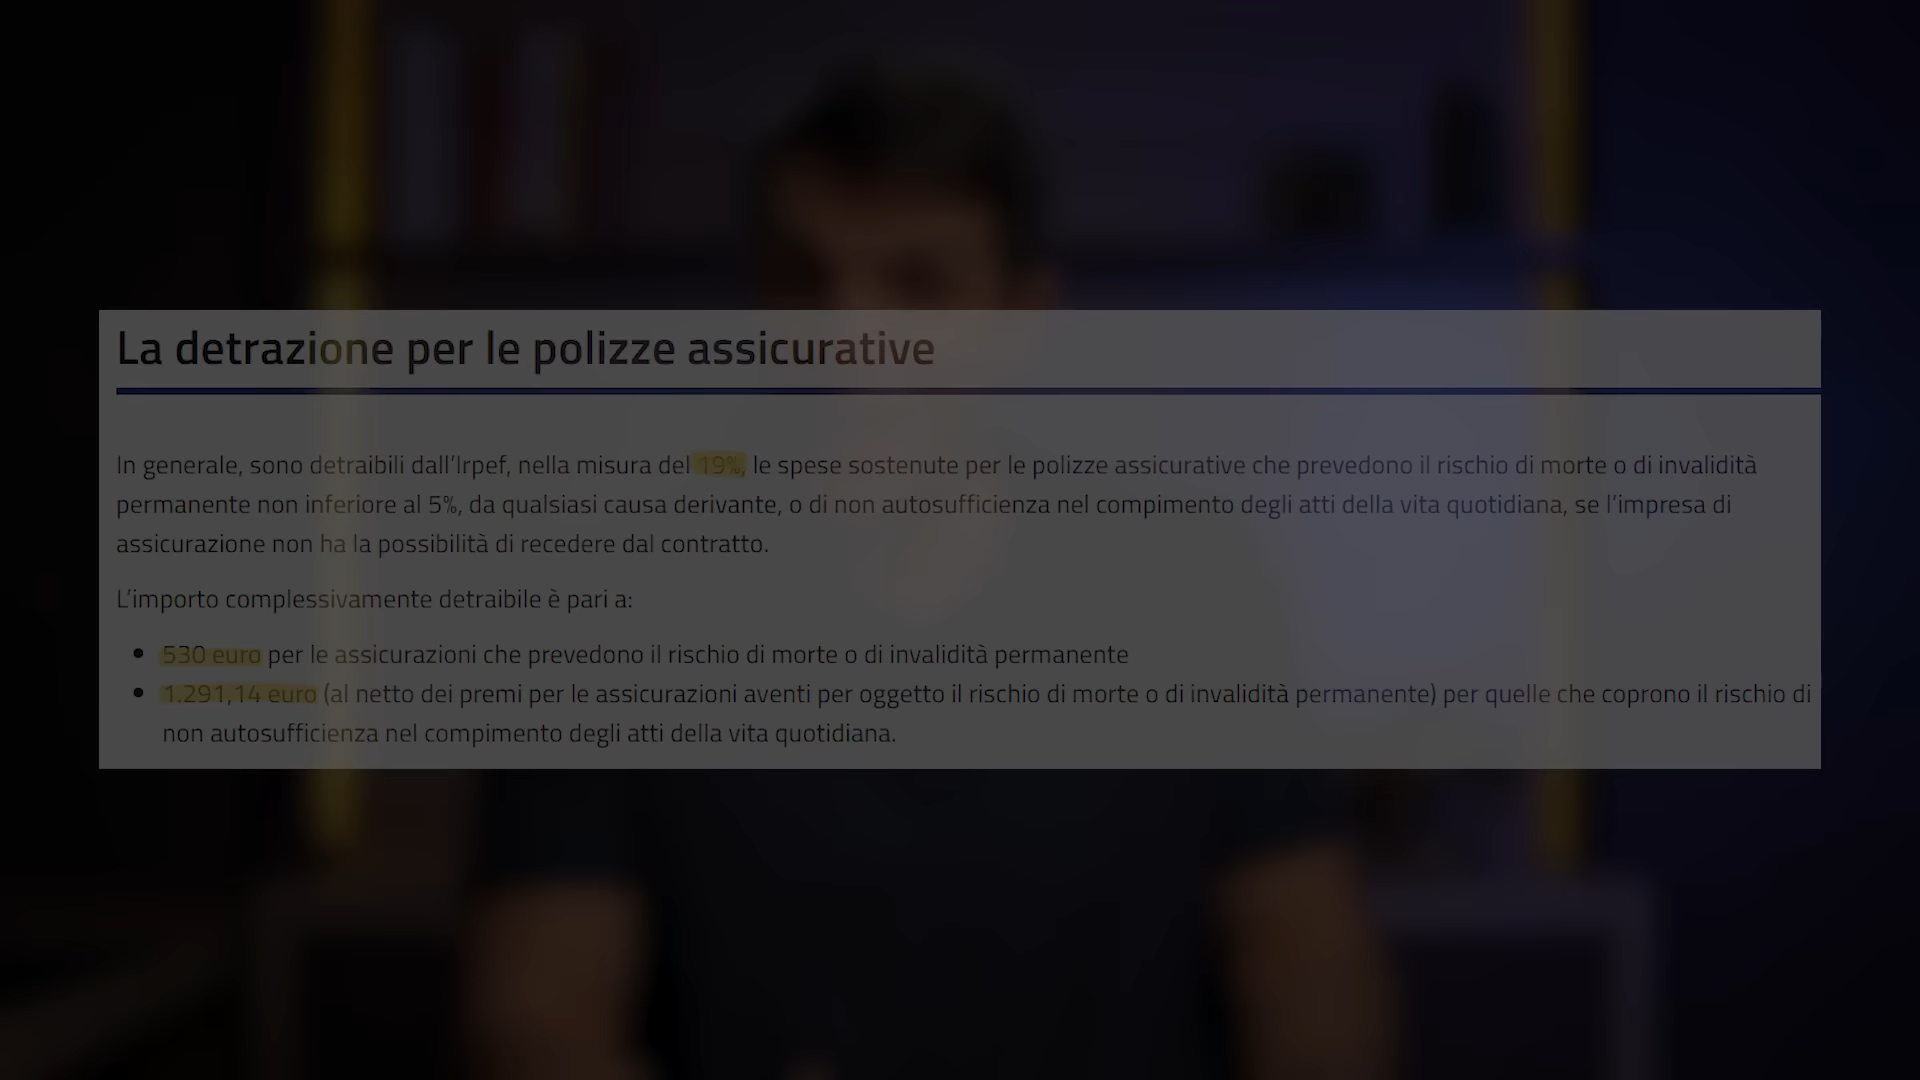 La detrazione per le polizze assicurative
In generale, sono detraibili dall'Irpef, nella misura del 19%, le spese sostenute per le polizze assicurative che prevedono il rischio di morte o di invalidità
permanente non inferiore al 5%, da qualsiasi causa derivante, o di non autosufficienza nel compimento degli atti della vita quotidiana, se l'impresa di
assicurazione non ha la possibilità di recedere dal contratto.
L'importo complessivamente detraibile è pari a:
• 530 euro per le assicurazioni che prevedono il rischio di morte o di invalidità permanente
• 1.291,14 euro (al netto dei premi per le assicurazioni aventi per oggetto il rischio di morte o di invalidità permanente) per quelle che coprono il rischio di
non autosufficienza nel compimento degli atti della vita quotidiana.